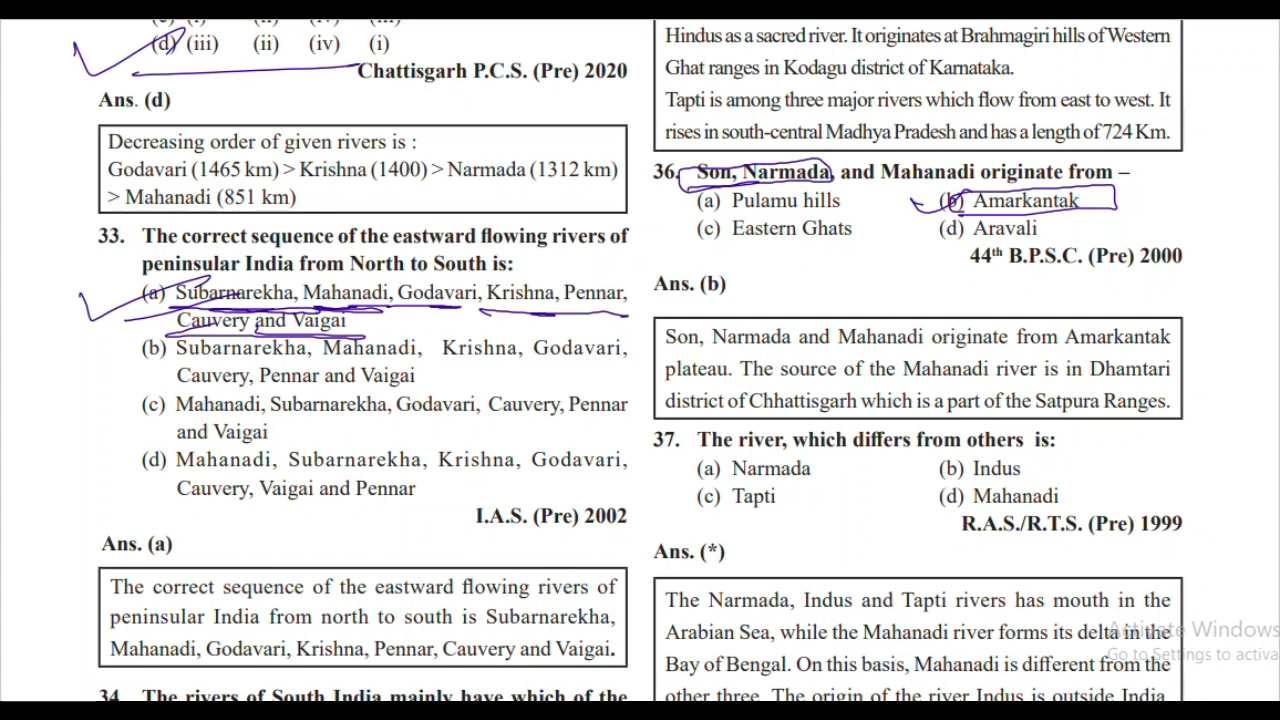 (d) (iii) (ii) (iv) (i)
Chattisgarh P.C.S. (Pre) 2020
Ans. (d)
Decreasing order of given rivers is :
Godavari (1465 km) > Krishna (1400) > Narmada (1312 km)
> Mahanadi (851 km)
33. The correct sequence of the eastward flowing rivers of
peninsular India from North to South is:
(a) Subarnarekha, Mahanadi, Godavari, Krishna, Pennar,
Cauvery and Vaigai
(b) Subarnarekha, Mahanadi, Krishna, Godavari,
Cauvery, Pennar and Vaigai
(c) Mahanadi, Subarnarekha, Godavari, Cauvery, Pennar
and Vaigai
(d) Mahanadi, Subarnarekha, Krishna, Godavari,
Cauvery, Vaigai and Pennar
I.A.S. (Pre) 2002
Ans. (a)
The correct sequence of the eastward flowing rivers of
peninsular India from north to south is Subarnarekha,
Mahanadi, Godavari, Krishna, Pennar, Cauvery and Vaigai.
34. The rivers of South India mainly have which of the
Hindus as a sacred river. It originates at Brahmagiri hills of Western
Ghat ranges in Kodagu district of Karnataka.
Tapti is among three major rivers which flow from east to west. It
rises in south-central Madhya Pradesh and has a length of 724 Km.
36. Son, Narmada, and Mahanadi originate from –
(a) Pulamu hills (b) Amarkantak
(c) Eastern Ghats (d) Aravali
44th B.P.S.C. (Pre) 2000
Ans. (b)
Son, Narmada and Mahanadi originate from Amarkantak
plateau. The source of the Mahanadi river is in Dhamtari
district of Chhattisgarh which is a part of the Satpura Ranges.
37. The river, which differs from others is:
(a) Narmada (b) Indus
(c) Tapti (d) Mahanadi
R.A.S./R.T.S. (Pre) 1999
Ans. (*)
The Narmada, Indus and Tapti rivers has mouth in the
Arabian Sea, while the Mahanadi river forms its delta in the
Bay of Bengal. On this basis, Mahanadi is different from the
other three. The origin of the river Indus is outside India,
Activate Windows
Go to Settings to activa